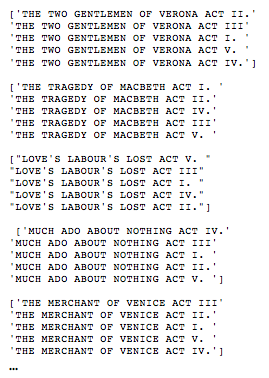 ['THE TWO GENTLEMEN OF VERONA ACT II.'
'THE TWO GENTLEMEN OF VERONA ACT III'
'THE TWO GENTLEMEN OF VERONA ACT I. '
'THE TWO GENTLEMEN OF VERONA ACT V. '
'THE TWO GENTLEMEN OF VERONA ACT IV.']
['THE TRAGEDY OF MACBETH ACT I. '
'THE TRAGEDY OF MACBETH ACT II.'
'THE TRAGEDY OF MACBETH ACT IV.'
'THE TRAGEDY OF MACBETH ACT III'
'THE TRAGEDY OF MACBETH ACT V. '
["LOVE'S LABOUR'S LOST ACT V. "
"LOVE'S LABOUR'S LOST ACT III"
"LOVE'S LABOUR'S LOST ACT I. "
"LOVE'S LABOUR'S LOST ACT IV."
"LOVE'S LABOUR'S LOST ACT II."]
['MUCH ADO ABOUT NOTHING ACT IV.'
'MUCH ADO ABOUT NOTHING ACT III'
'MUCH ADO ABOUT NOTHING ACT I. '
'MUCH ADO ABOUT NOTHING ACT II.'
'MUCH ADO ABOUT NOTHING ACT V. ']
['THE MERCHANT OF VENICE ACT III'
'THE MERCHANT OF VENICE ACT II.'
'THE MERCHANT OF VENICE ACT I. '
'THE MERCHANT OF VENICE ACT V. '
'THE MERCHANT OF VENICE ACT IV.']
…